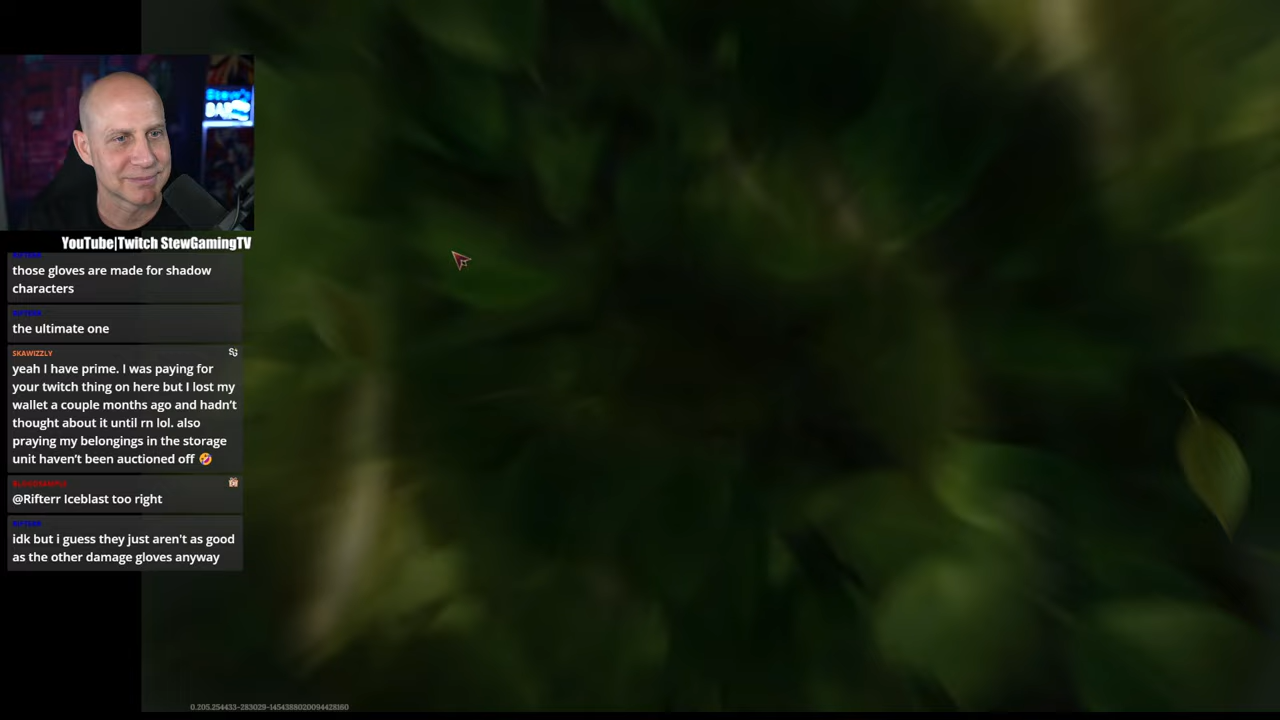 YouTube|Twitch StewGamingTV
those gloves are made for shadow
characters
the ultimate one
SKAWIZZLY
yeah I have prime. I was paying for
your twitch thing on here but I lost my
wallet a couple months ago and hadn't
thought about it until rn lol. also
praying my belongings in the storage
unit haven't been auctioned off 🤣
@Rifterr Iceblast too right
idk but i guess they just aren't as good
as the other damage gloves anyway